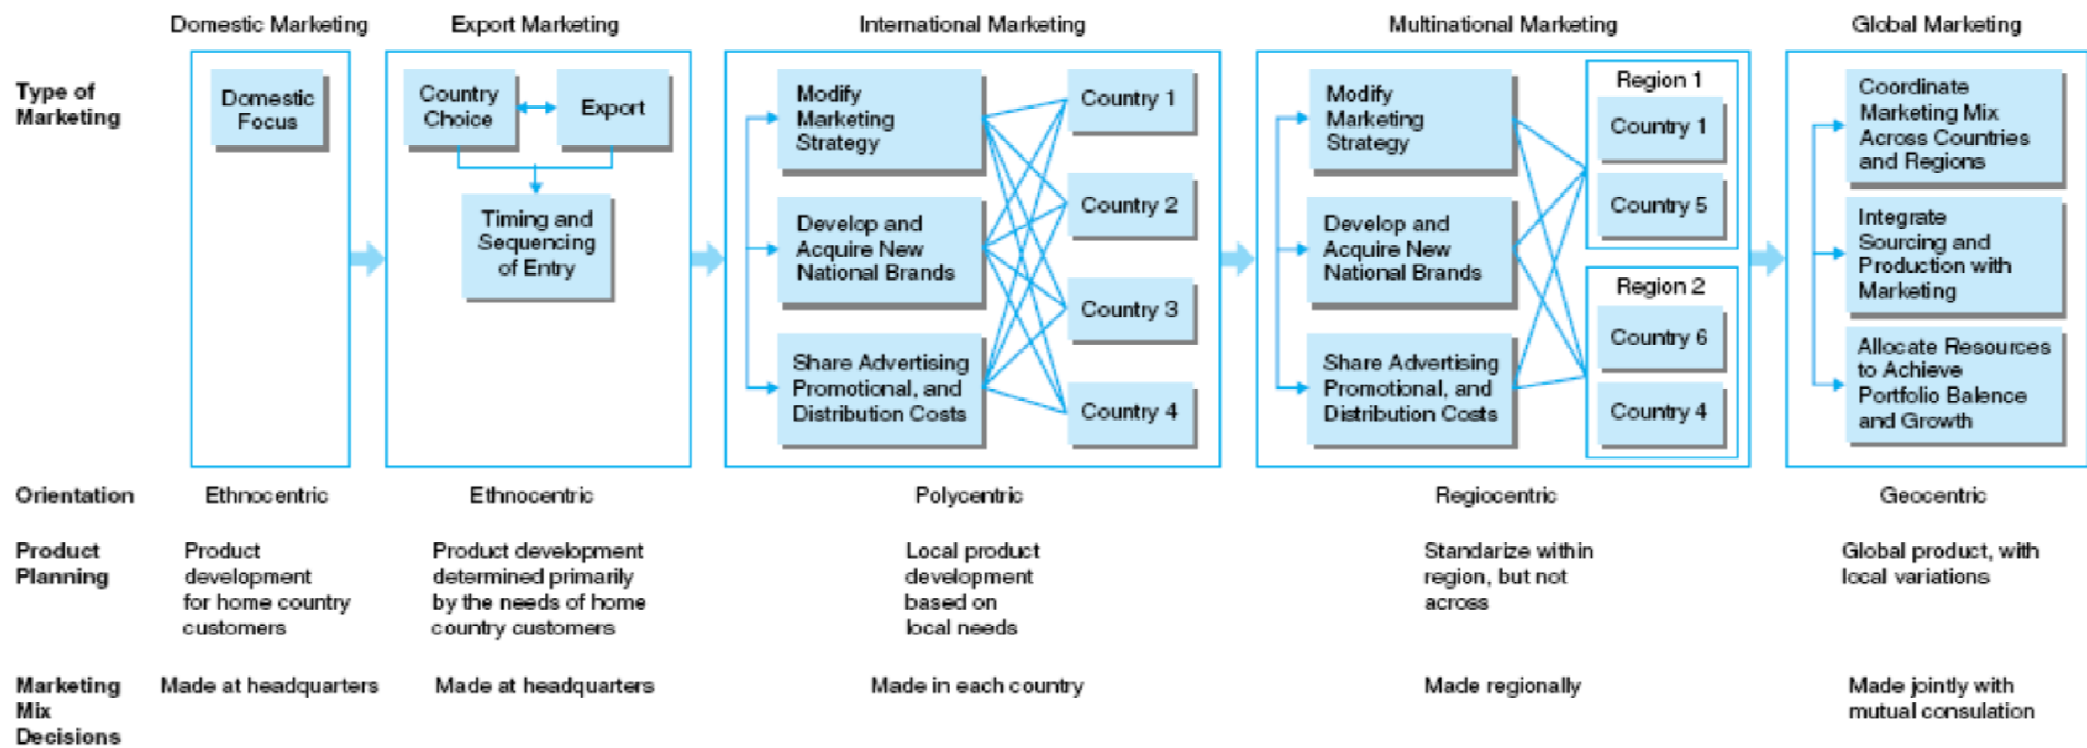 Domestic Marketing
Export Marketing
International Marketing
Multinational Marketing
Global Marketing
Type of
Marketing
Domestic
Focus
Country
Choice
Export
Timing and
Sequencing
of Entry
Modify
Marketing
Strategy
Develop and
Acquire New
National Brands
Share Advertising
Promotional, and
Distribution Costs
Country 1
Country 2
Country 3
Country 4
Modify
Marketing
Strategy
Develop and
Acquire New
National Brands
Share Advertising
Promotional, and
Distribution Costs
Region 1
Country 1
Country 5
Region 2
Country 6
Country 4
Coordinate
Marketing Mix
Across Countries
and Regions
Integrate
Sourcing and
Production with
Marketing
Allocate Resources
to Achieve
Portfolio Balence
and Growth
Orientation
Ethnocentric
Ethnocentric
Polycentric
Regiocentric
Geocentric
Product
Planning
Product
development
for home country
customers
Product development
determined primarily
by the needs of home
country customers
Local product
development
based on
local needs
Standarize within
region, but not
across
Global product, with
local variations
Marketing
Mix
Decisions
Made at headquarters
Made at headquarters
Made in each country
Made regionally
Made jointly with
mutual consulation